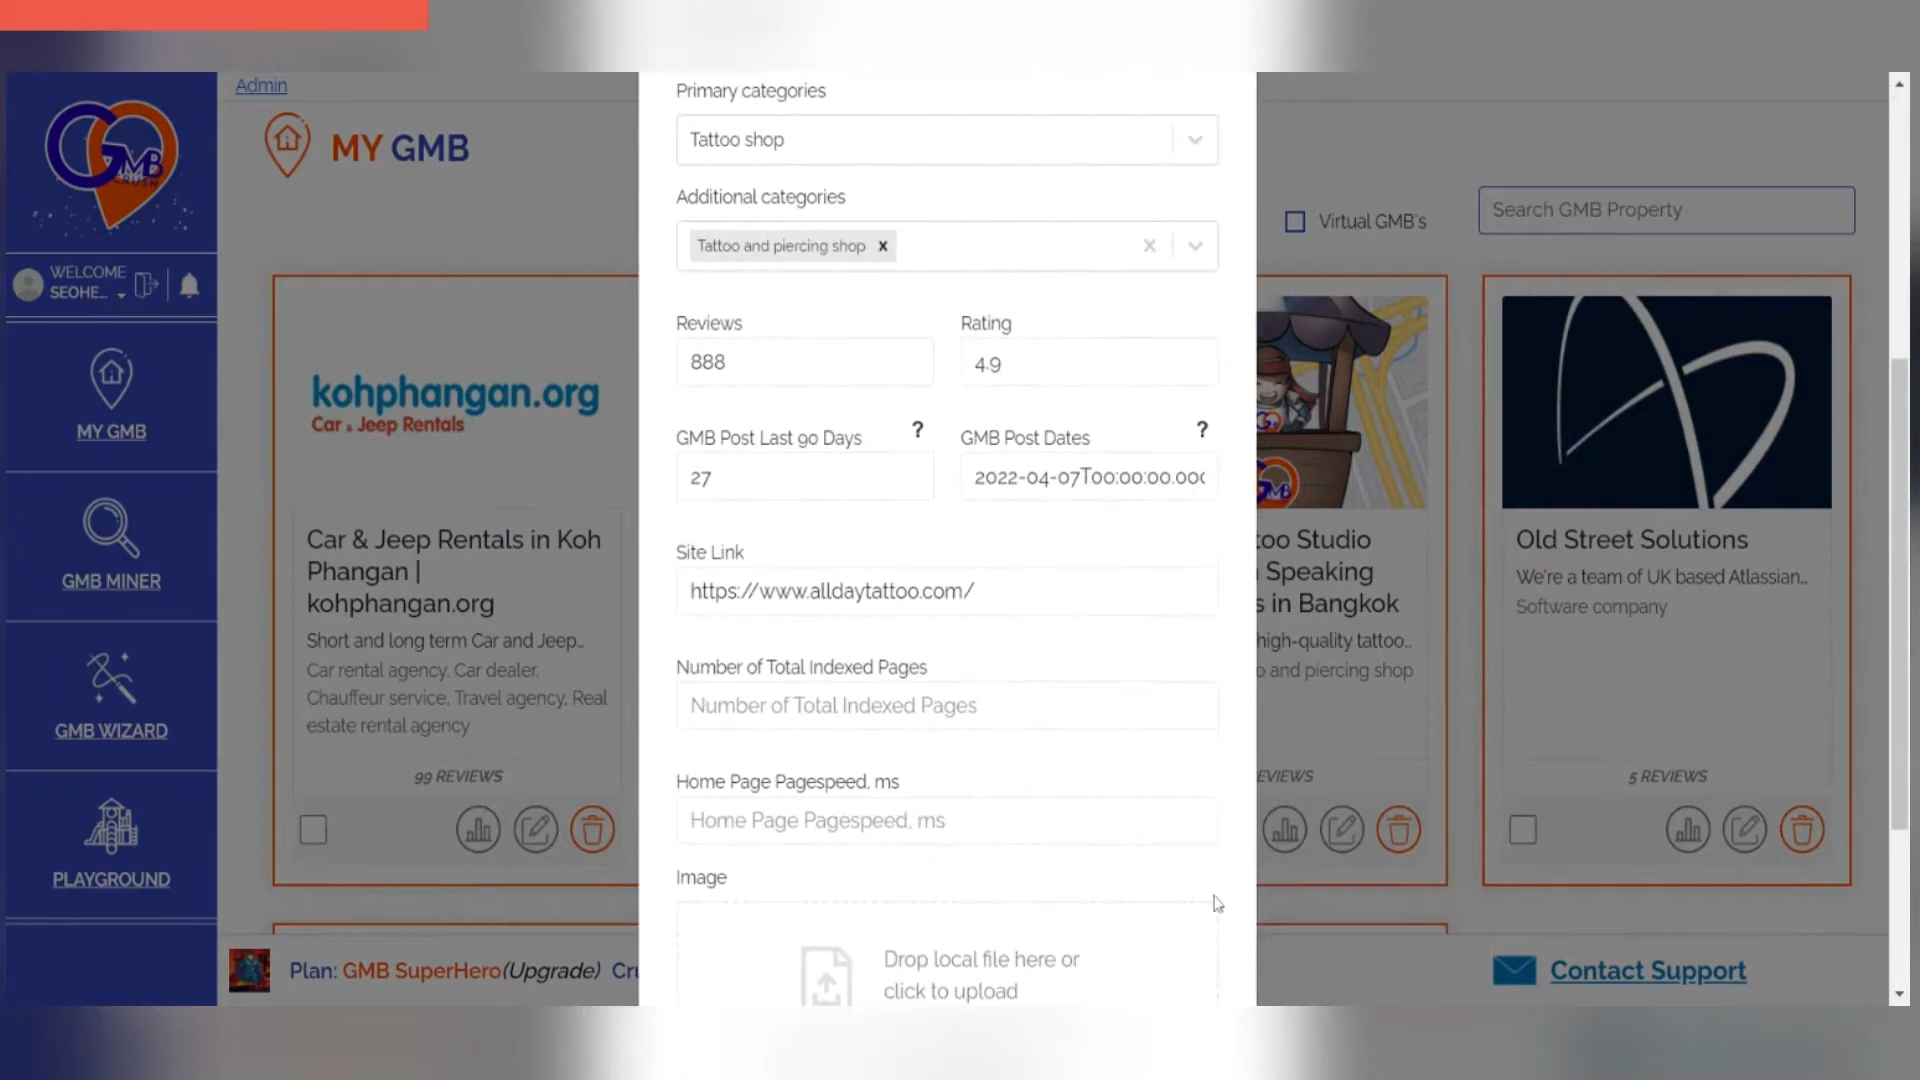 Admin
GMB
CRUSH
MY GMB
WELCOME
SEOHE...
MY GMB
GMB MINER
GMB WIZARD
PLAYGROUND
kohphangan.org
Car & Jeep Rentals
Car & Jeep Rentals in Koh
Phangan |
kohphangan.org
Short and long term Car and Jeep...
Car rental agency, Car dealer,
Chauffeur service, Travel agency, Real
estate rental agency
99 REVIEWS
Plan: GMB SuperHero(Upgrade) Cru
Primary categories
Tattoo shop
Additional categories
Tattoo and piercing shop x
Reviews
Rating
888
4.9
GMB Post Last 90 Days ?
GMB Post Dates ?
27
2022-04-07T00:00:00.000
Site Link
https://www.alldaytattoo.com/
Number of Total Indexed Pages
Number of Total Indexed Pages
Home Page Pagespeed, ms
Home Page Pagespeed, ms
Image
Drop local file here or
click to upload
Virtual GMB's
Search GMB Property
GMB
too Studio
Speaking
s in Bangkok
high-quality tattoo...
o and piercing shop
EVIEWS
Old Street Solutions
We're a team of UK based Atlassian...
Software company
5 REVIEWS
Contact Support